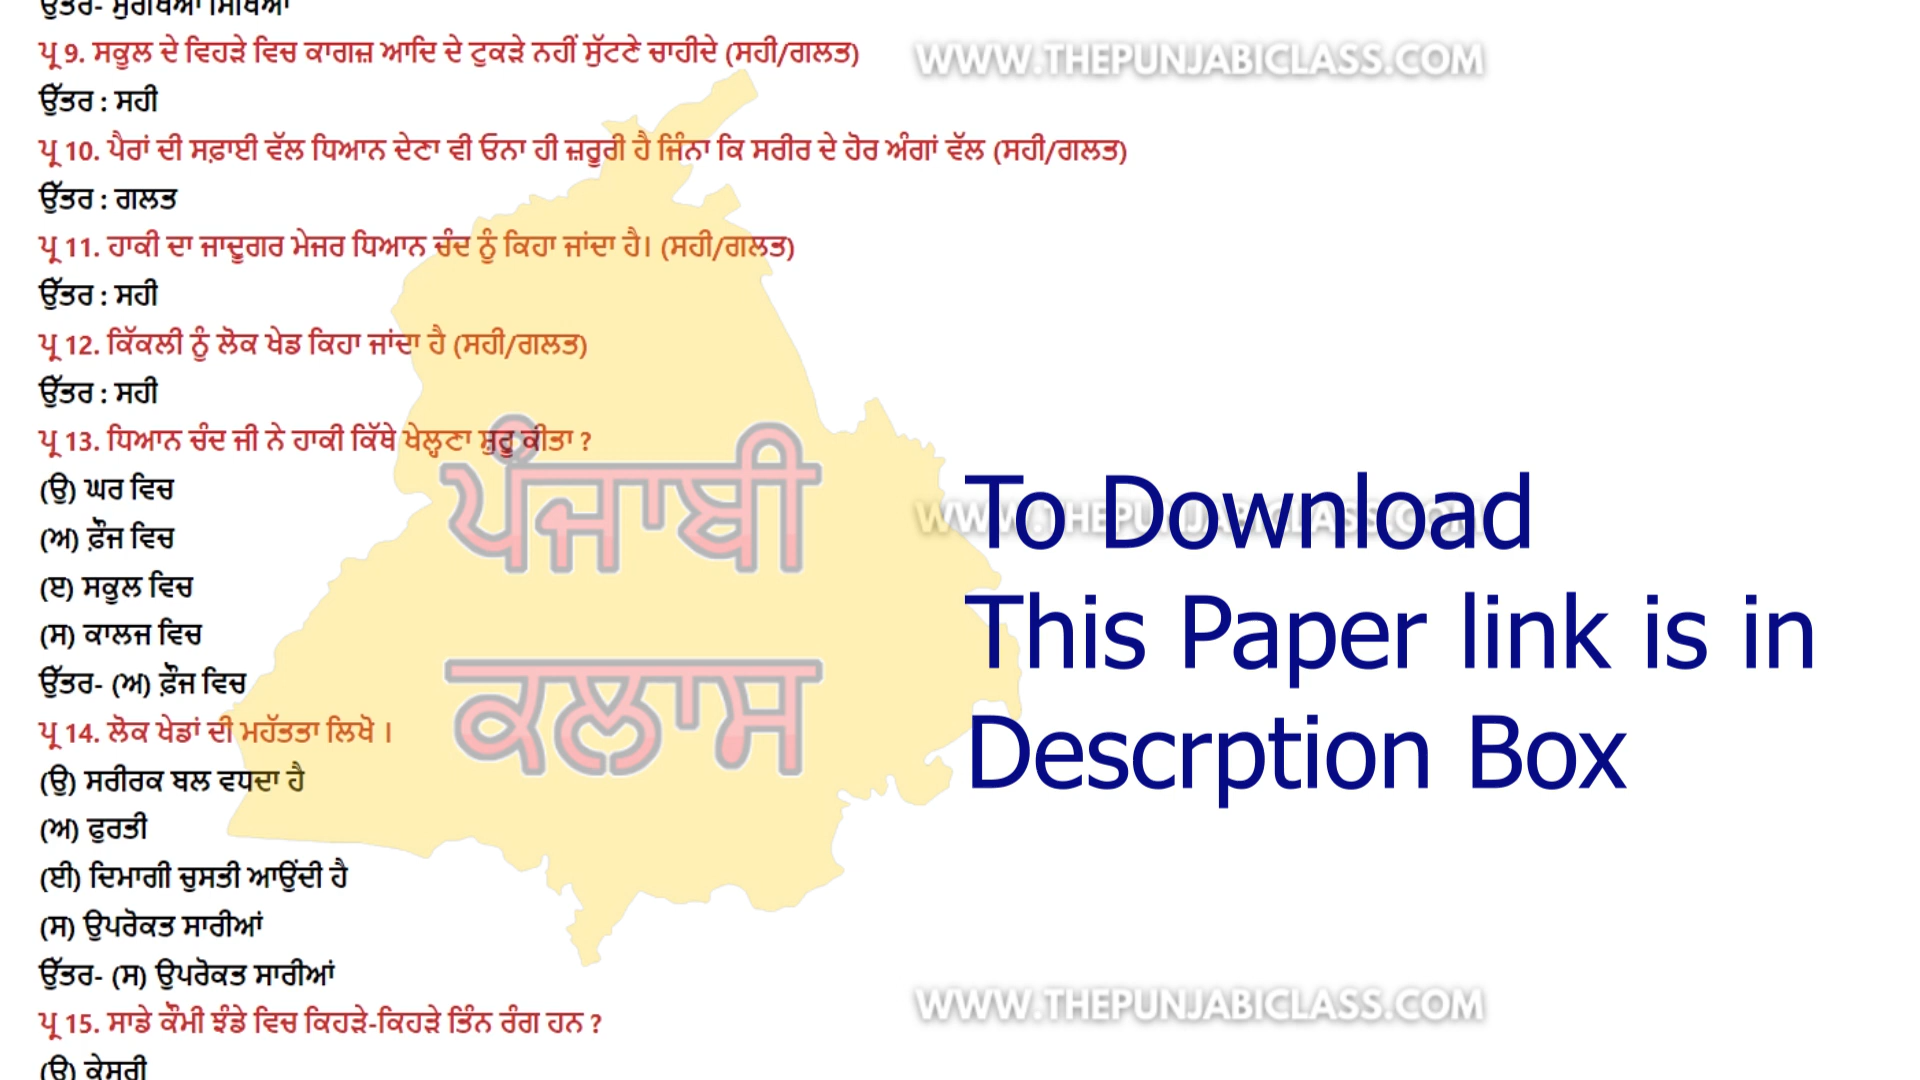 ਉੱਤਰ- ਸੁਰੱਖਿਆ ਸਿੱਖਿਆ
ਪ੍ਰ 9. ਸਕੂਲ ਦੇ ਵਿਹੜੇ ਵਿਚ ਕਾਗਜ਼ ਆਦਿ ਦੇ ਟੁਕੜੇ ਨਹੀਂ ਸੁੱਟਣੇ ਚਾਹੀਦੇ (ਸਹੀ/ਗਲਤ)
WWW.THEPUNJABICLASS.COM
ਉੱਤਰ : ਸਹੀ
ਪ੍ਰ 10. ਪੈਰਾਂ ਦੀ ਸਫ਼ਾਈ ਵੱਲ ਧਿਆਨ ਦੇਣਾ ਵੀ ਓਨਾ ਹੀ ਜ਼ਰੂਰੀ ਹੈ ਜਿੰਨਾ ਕਿ ਸਰੀਰ ਦੇ ਹੋਰ ਅੰਗਾਂ ਵੱਲ (ਸਹੀ/ਗਲਤ)
ਉੱਤਰ : ਗਲਤ
ਪ੍ਰ 11. ਹਾਕੀ ਦਾ ਜਾਦੂਗਰ ਮੇਜਰ ਧਿਆਨ ਚੰਦ ਨੂੰ ਕਿਹਾ ਜਾਂਦਾ ਹੈ। (ਸਹੀ/ਗਲਤ)
ਉੱਤਰ : ਸਹੀ
ਪ੍ਰ 12. ਕਿੱਕਲੀ ਨੂੰ ਲੋਕ ਖੇਡ ਕਿਹਾ ਜਾਂਦਾ ਹੈ (ਸਹੀ/ਗਲਤ)
ਉੱਤਰ : ਸਹੀ
ਪ੍ਰ 13. ਧਿਆਨ ਚੰਦ ਜੀ ਨੇ ਹਾਕੀ ਕਿੱਥੇ ਖੇਲ੍ਹਣਾ ਸ਼ੁਰੂ ਕੀਤਾ ?
(ਉ) ਘਰ ਵਿਚ
(ਅ) ਫ਼ੌਜ ਵਿਚ
(ੲ) ਸਕੂਲ ਵਿਚ
(ਸ) ਕਾਲਜ ਵਿਚ
ਉੱਤਰ- (ਅ) ਫ਼ੌਜ ਵਿਚ
ਪੰਜਾਬੀ
ਕਲਾਸ
WWW.THEPUNJABICLASS.COM
To Download
This Paper link is in
Descrption Box
ਪ੍ਰ 14. ਲੋਕ ਖੇਡਾਂ ਦੀ ਮਹੱਤਤਾ ਲਿਖੋ ।
(ਉ) ਸਰੀਰਕ ਬਲ ਵਧਦਾ ਹੈ
(ਅ) ਫੁਰਤੀ
(ਈ) ਦਿਮਾਗੀ ਚੁਸਤੀ ਆਉਂਦੀ ਹੈ
(ਸ) ਉਪਰੋਕਤ ਸਾਰੀਆਂ
ਉੱਤਰ- (ਸ) ਉਪਰੋਕਤ ਸਾਰੀਆਂ
WWW.THEPUNJABICLASS.COM
ਪ੍ਰ 15. ਸਾਡੇ ਕੌਮੀ ਝੰਡੇ ਵਿਚ ਕਿਹੜੇ-ਕਿਹੜੇ ਤਿੰਨ ਰੰਗ ਹਨ ?
(ਉ) ਕੇਸਰੀ